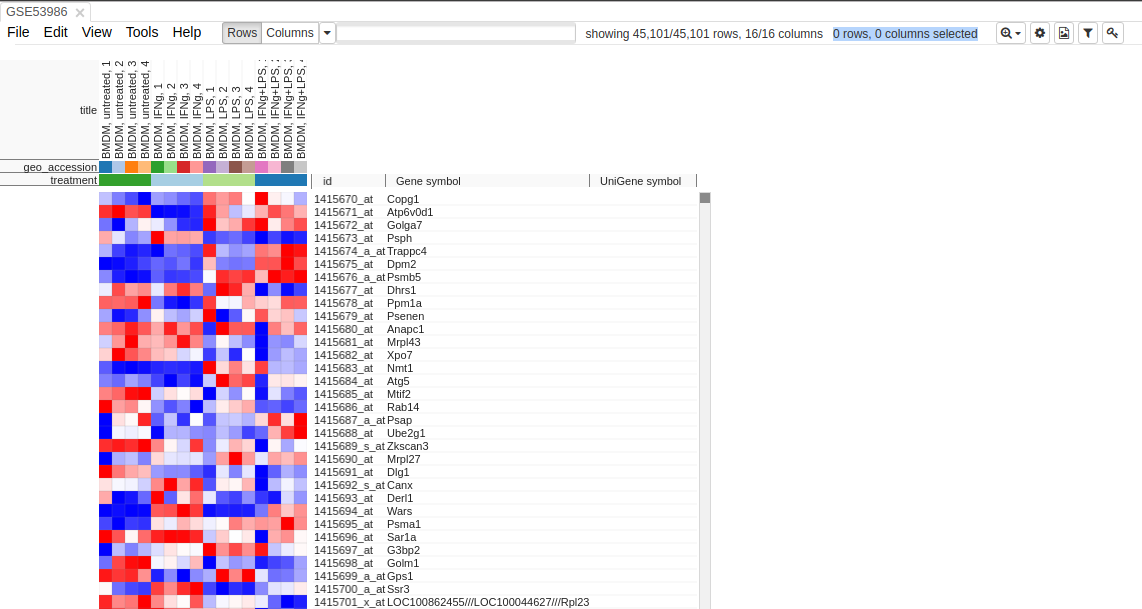 GSE53986
File Edit View Tools Help Rows Columns showing 45,101/45,101 rows, 16/16 columns 0 rows, 0 columns selected
title
BMDM, untreated, 1
BMDM, untreated, 2
BMDM, untreated, 3
BMDM, untreated, 4
BMDM, IFNg, 1
BMDM, IFNg, 2
BMDM, IFNg, 3
BMDM, IFNg, 4
BMDM, LPS, 1
BMDM, LPS, 2
BMDM, LPS, 3
BMDM, LPS, 4
BMDM, IFNg+LPS,
BMDM, IFNg+LPS,
BMDM, IFNg+LPS,
BMDM, IFNg+LPS,
geo_accession
treatment
id Gene symbol UniGene symbol
1415670_at Copg1
1415671_at Atp6v0d1
1415672_at Golga7
1415673_at Psph
1415674_a_at Trappc4
1415675_at Dpm2
1415676_a_at Psmb5
1415677_at Dhrs1
1415678_at Ppm1a
1415679_at Psenen
1415680_at Anapc1
1415681_at Mrpl43
1415682_at Xpo7
1415683_at Nmt1
1415684_at Atg5
1415685_at Mtif2
1415686_at Rab14
1415687_a_at Psap
1415688_at Ube2g1
1415689_s_at Zkscan3
1415690_at Mrpl27
1415691_at Dlg1
1415692_s_at Canx
1415693_at Derl1
1415694_at Wars
1415695_at Psma1
1415696_at Sar1a
1415697_at G3bp2
1415698_at Golm1
1415699_a_at Gps1
1415700_a_at Ssr3
1415701_x_at LOC100862455///LOC100044627///Rpl23